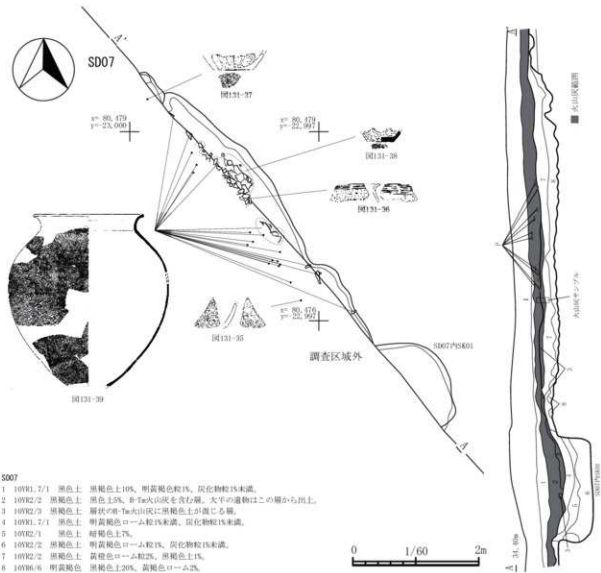 SD07
A'
図131-37
x= 80,479
y=-23,000
x= 80,479
y=-22,997
図131-38
図131-36
x= 80,476
y=-22,997
図131-35
図131-39
調査区域外
SD07内SK01
A
SD07
1 10YR1.7/1 黒色土 黒褐色土10%、明黄褐色粒1%、炭化物粒1%未満。
2 10YR2/2 黒色土 黒色土5%、B-Tm火山灰を含む層。大半の遺物はこの層から出土。
3 10YR2/3 黒色土 層状のB-Tm火山灰に黒褐色土が混じる層。
4 10YR1.7/1 黒色土 明黄褐色ローム粒1%未満、炭化物粒1%未満。
5 10YR2/1 黒色土 暗褐色土7%。
6 10YR2/2 黒色土 明黄褐色ローム粒1%、炭化物粒1%未満。
7 10YR2/2 黒色土 黄橙色ローム粒2%、黒褐色土1%。
8 10YR6/6 明黄褐色 黒褐色土20%、黄褐色ローム2%。
0 1/60 2m
火山灰範囲
火山灰サンプル
SD07内SK01
A 34.40m